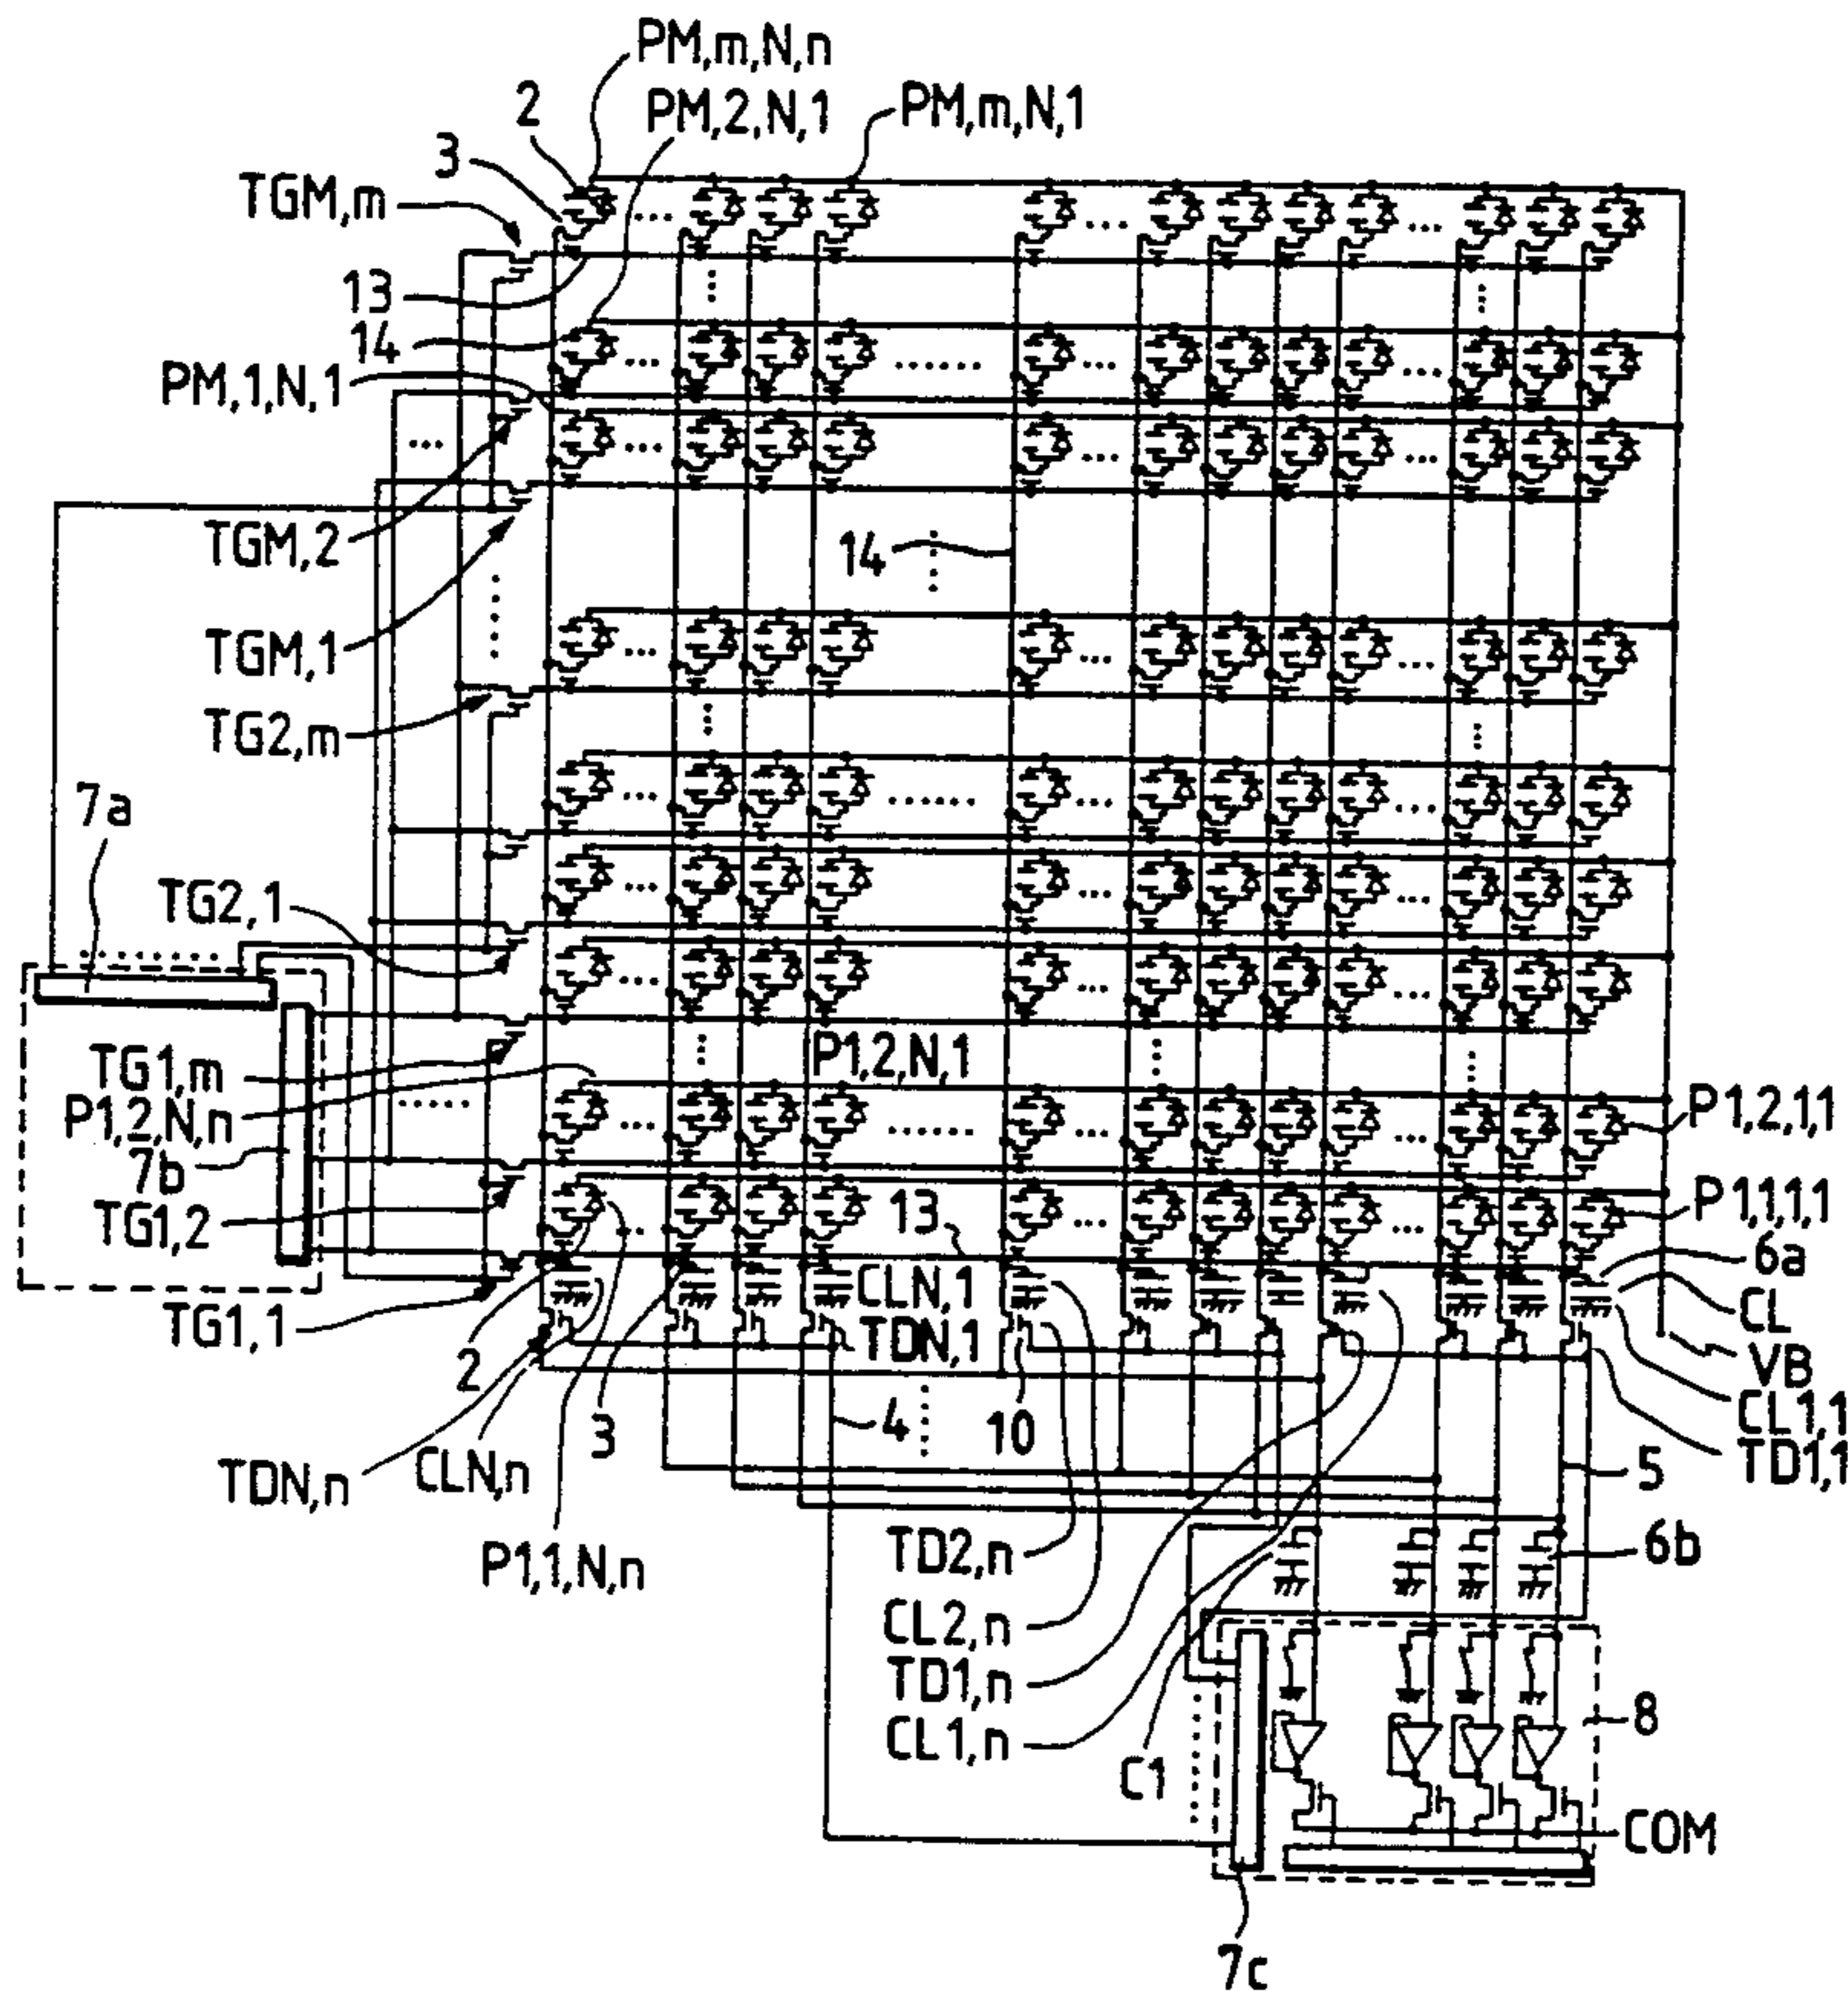 PM,m,N,n
2
PM,2,N,1
PM,m,N,1
3
TGM,m
13
14
PM,1,N,1
TGM,2
14
TGM,1
TG2,m
7a
TG2,1
TG1,m
P1,2,N,1
P1,2,N,n
P1,2,1,1
7b
TG1,2
13
P1,1,1,1
6a
CLN,1
CL
TG1,1
TDN,1
2
VB
3
4
10
CL1,1
TDN,n
CLN,n
5
TD1,1
P1,1,N,n
TD2,n
6b
CL2,n
TD1,n
CL1,n
C1
8
COM
7c